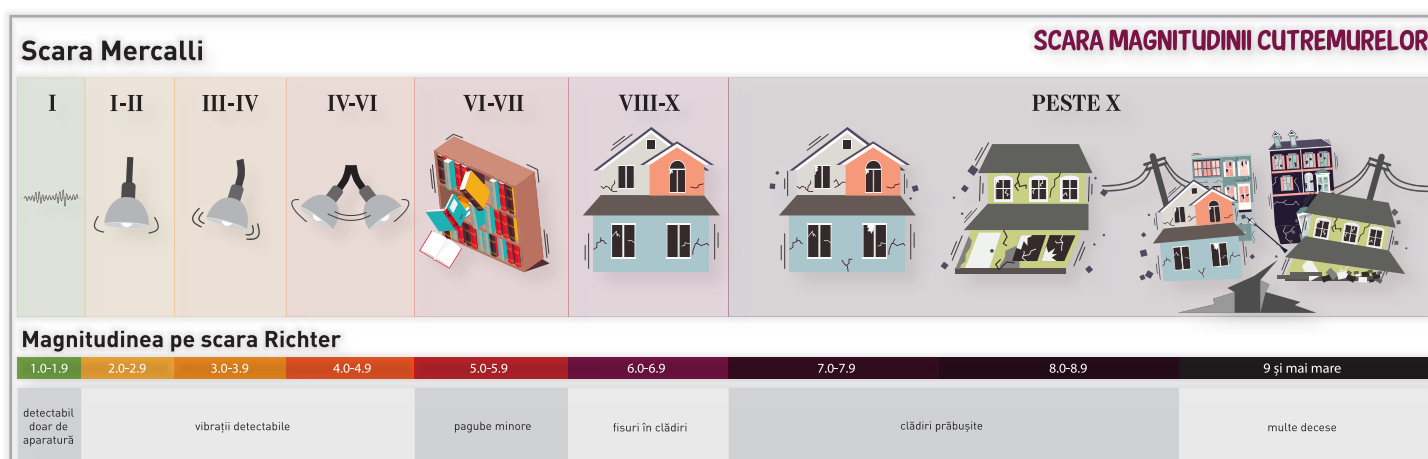 Scara Mercalli
SCARA MAGNITUDINII CUTREMURELOR
I
I-II
III-IV
IV-VI
VI-VII
VIII-X
PESTE X
Magnitudinea pe scara Richter
1.0-1.9
2.0-2.9
3.0-3.9
4.0-4.9
5.0-5.9
6.0-6.9
7.0-7.9
8.0-8.9
9 și mai mare
detectabil
doar de
aparatură
vibrații detectabile
pagube minore
fisuri în clădiri
clădiri prăbușite
multe decese